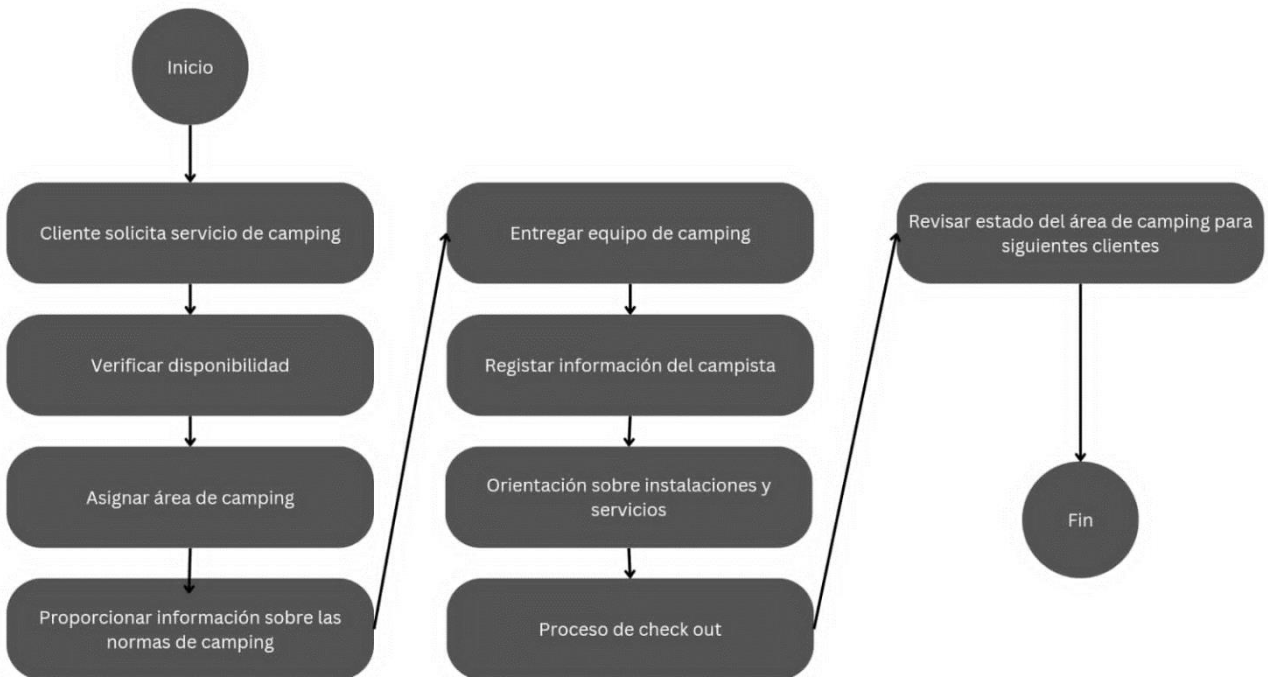 Inicio
Cliente solicita servicio de camping
Verificar disponibilidad
Asignar área de camping
Proporcionar información sobre las
normas de camping
Entregar equipo de camping
Registar información del campista
Orientación sobre instalaciones y
servicios
Proceso de check out
Revisar estado del área de camping para
siguientes clientes
Fin